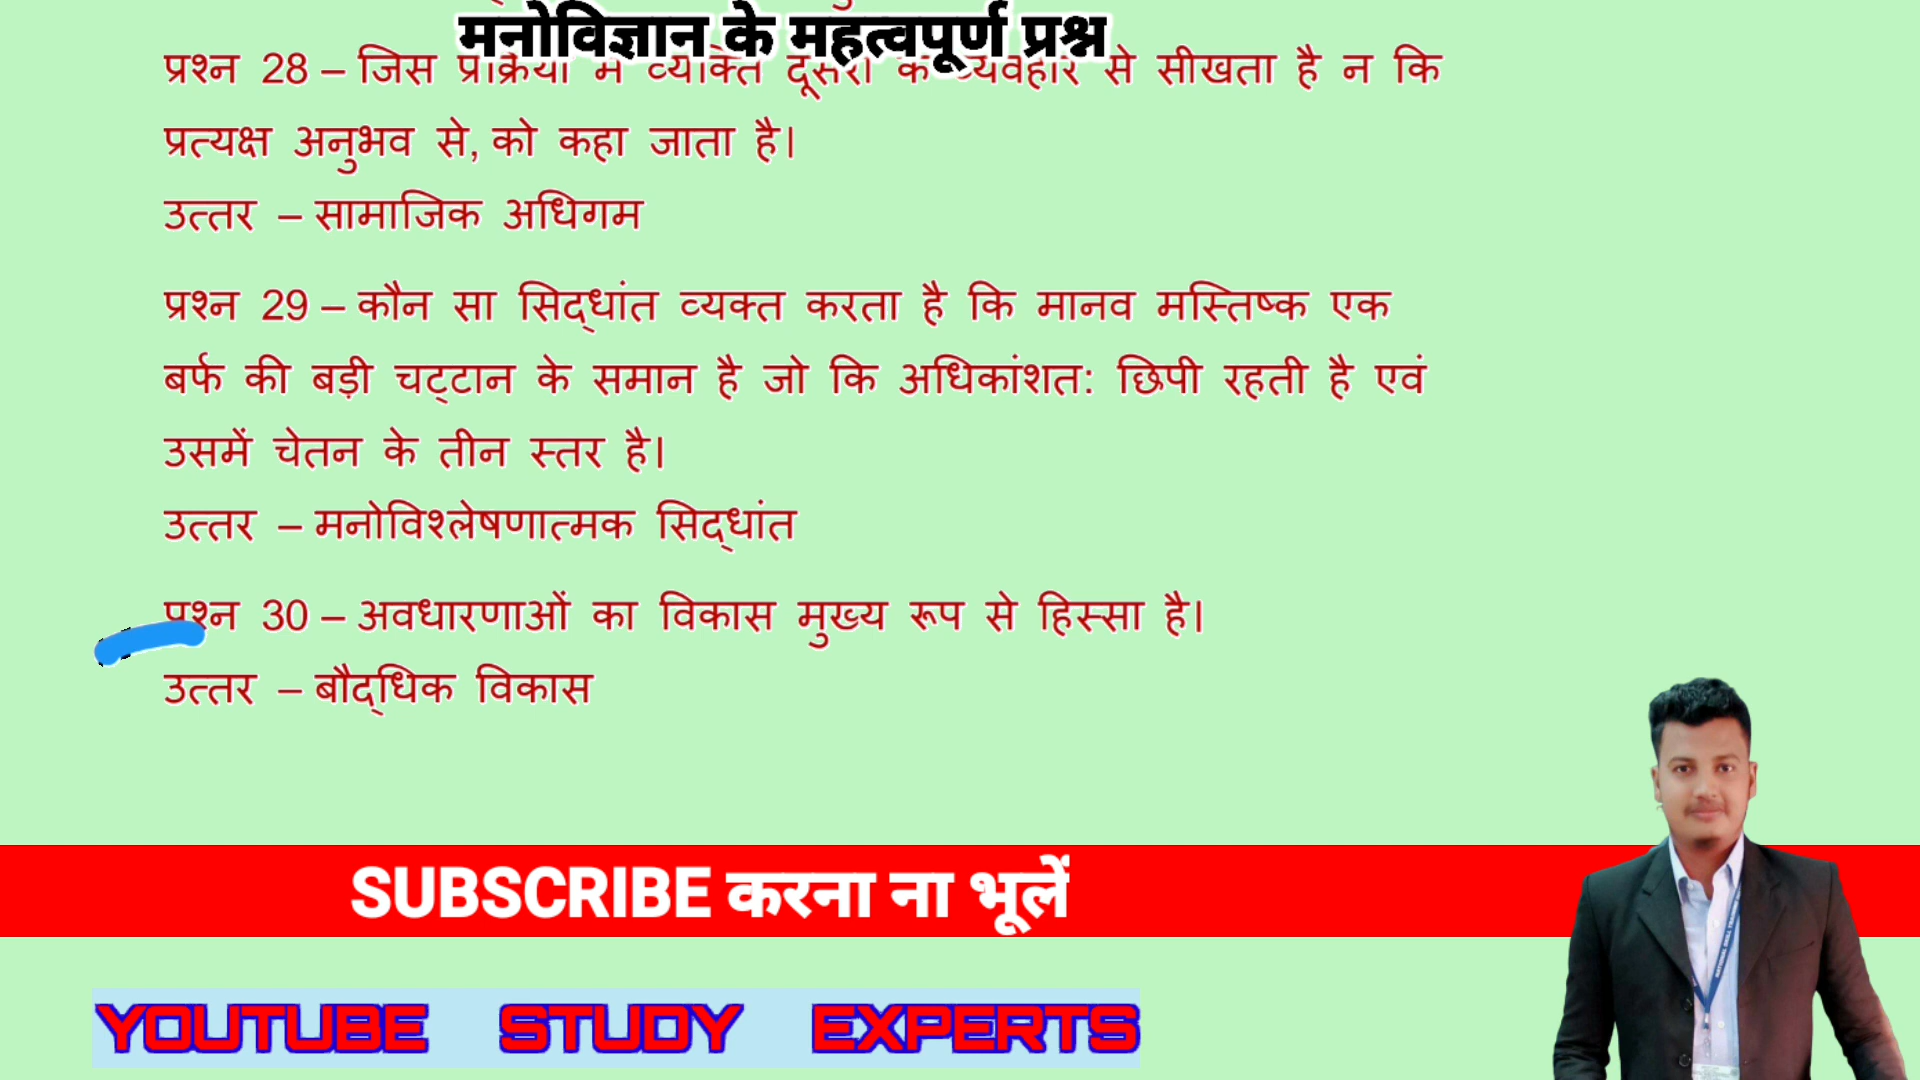 मनोविज्ञान के महत्वपूर्ण प्रश्न
प्रश्न 28 – जिस प्रक्रिया में व्यक्ति दूसरों के व्यवहार से सीखता है न कि
प्रत्यक्ष अनुभव से, को कहा जाता है।
उत्तर – सामाजिक अधिगम
प्रश्न 29 – कौन सा सिद्धांत व्यक्त करता है कि मानव मस्तिष्क एक
बर्फ की बड़ी चट्टान के समान है जो कि अधिकांशत: छिपी रहती है एवं
उसमें चेतन के तीन स्तर है।
उत्तर – मनोविश्लेषणात्मक सिद्धांत
प्रश्न 30 – अवधारणाओं का विकास मुख्य रूप से हिस्सा है।
उत्तर – बौद्धिक विकास
SUBSCRIBE करना ना भूलें
YOUTUBE STUDY EXPERTS